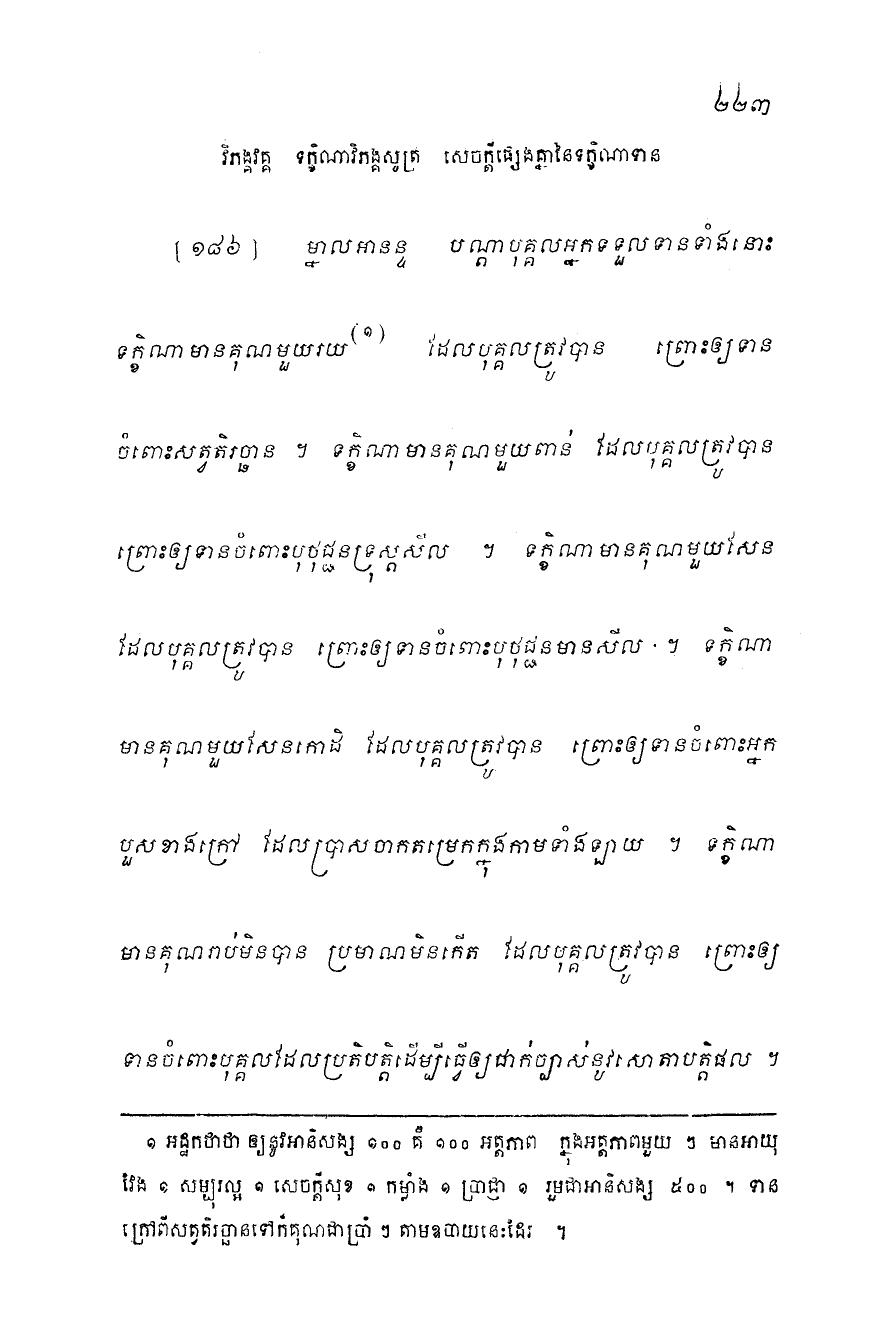 ២២៣
វិភង្គវគ្គ ទក្ខិណាវិភង្គសូត្រ សេចក្តីផ្សេងគ្នានៃទក្ខិណាទាន
[១៨៦] ម្នាលអានន្ទ បណ្តាបុគ្គលអ្នកទទួលទានទាំងនោះ
ទក្ខិណាមានគុណមួយរយ(១) ដែលបុគ្គលត្រូវបាន ព្រោះឲ្យទាន
ចំពោះសត្វតិរច្ឆាន ។ ទក្ខិណាមានគុណមួយពាន់ ដែលបុគ្គលត្រូវបាន
ព្រោះឲ្យទានចំពោះបុថុជ្ជនទ្រុស្តសីល ។ ទក្ខិណាមានគុណមួយសែន
ដែលបុគ្គលត្រូវបាន ព្រោះឲ្យទានចំពោះបុថុជ្ជនមានសីល ។ ទក្ខិណា
មានគុណមួយសែនកោដិ ដែលបុគ្គលត្រូវបាន ព្រោះឲ្យទានចំពោះអ្នក
បួសខាងក្រៅ ដែលប្រាសចាកតម្រេកក្នុងកាមទាំងឡាយ ។ ទក្ខិណា
មានគុណរាប់មិនបាន ប្រមាណមិនកើត ដែលបុគ្គលត្រូវបាន ព្រោះឲ្យ
ទានចំពោះបុគ្គលដែលប្រតិបត្តិដើម្បីធ្វើឲ្យជាក់ច្បាស់នូវសោតាបត្តិផល ។
១ អដ្ឋកថាថា ឲ្យនូវអានិសង្ស ១០០ គឺ ១០០ អត្តភាព ក្នុងអត្តភាពមួយ ៗ មានអាយុ
វែង ១ សម្បុរល្អ ១ សេចក្តីសុខ ១ កម្លាំង ១ ប្រាជ្ញា ១ រួមជាអានិសង្ស ៥០០ ។ ទាន
ក្រៅពីសត្វតិរច្ឆានទៅក៏គុណជាប្រាំ ៗ តាមឧបាយនេះដែរ ។